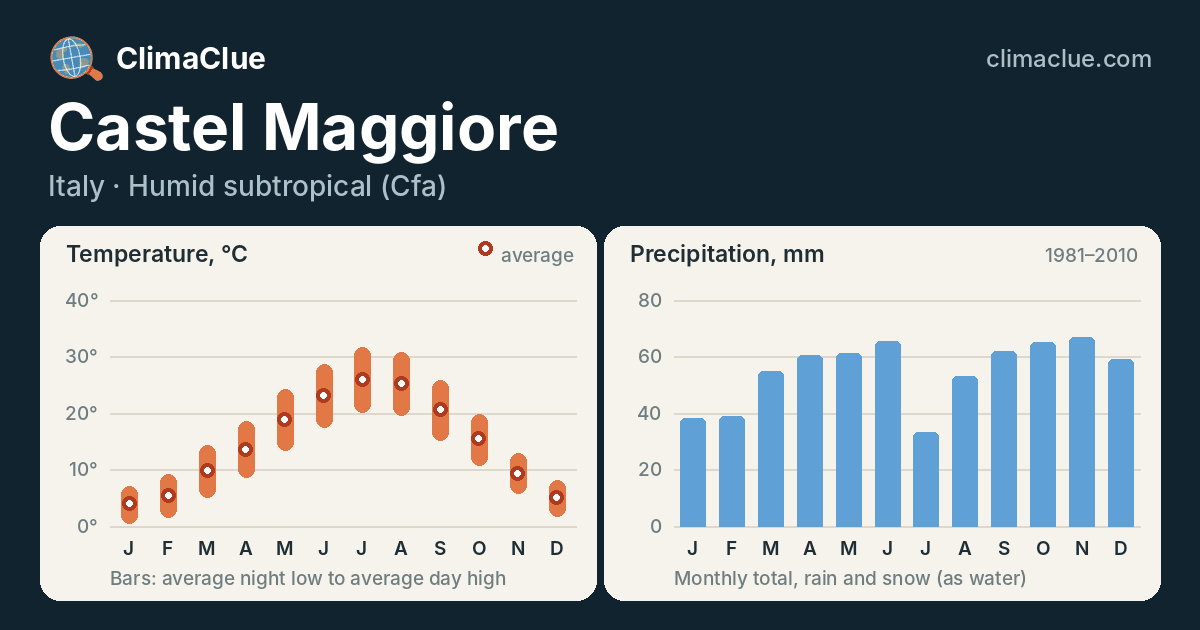 ClimaClue
climaclue.com
Castel Maggiore
Italy · Humid subtropical (Cfa)
Temperature, °C
average
40°
30°
20°
10°
0°
J F M A M J J A S O N D
Bars: average night low to average day high
Precipitation, mm
1981–2010
80
60
40
20
0
J F M A M J J A S O N D
Monthly total, rain and snow (as water)